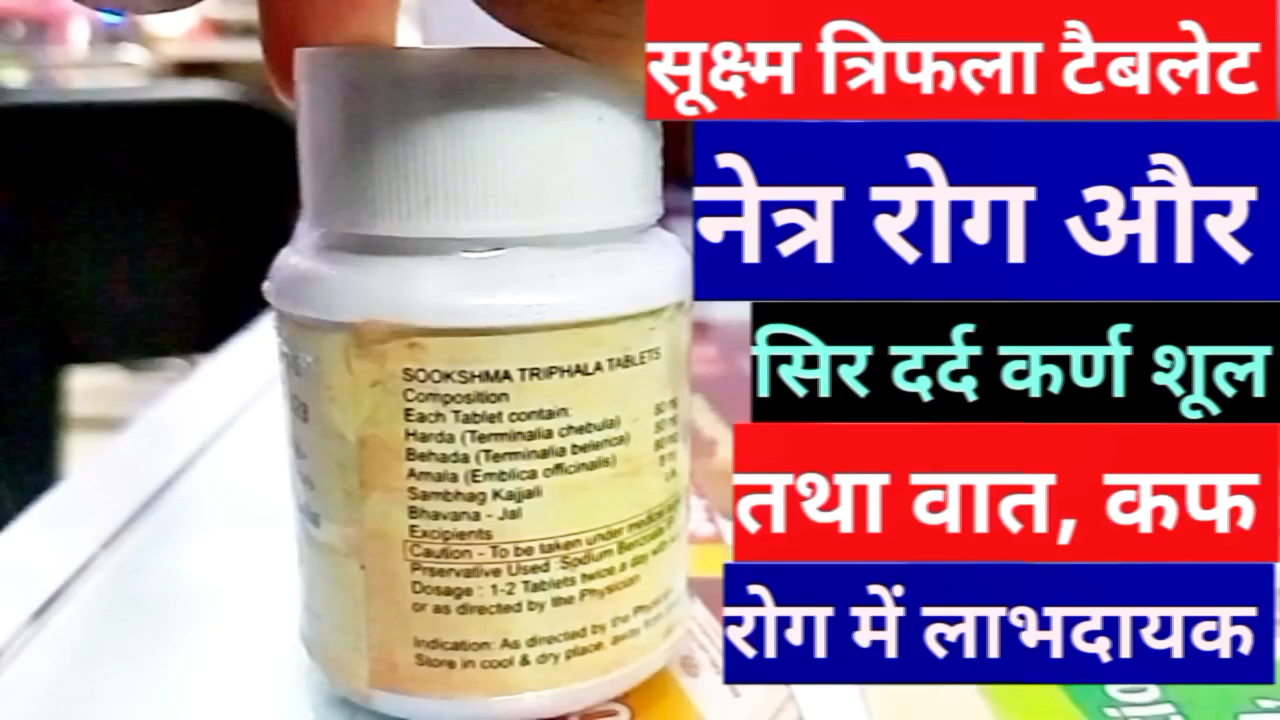 सूक्ष्म त्रिफला टैबलेट
नेत्र रोग और
सिर दर्द कर्ण शूल
तथा वात, कफ
रोग में लाभदायक
SOOKSHMA TRIPHALA TABLETS
Composition
Each Tablet contain:
Harda (Terminalia chebula)
Behada (Terminalia belerica)
Amala (Emblica officinalis)
Sambhag Kajjali
Bhavana - Jal
Excipients
Caution - To be taken under medical
Prservative Used : Sodium Benzoate
Dosage : 1-2 Tablets twice a day with
or as directed by the Physician
Indication: As directed by the
Store in cool & dry place, away